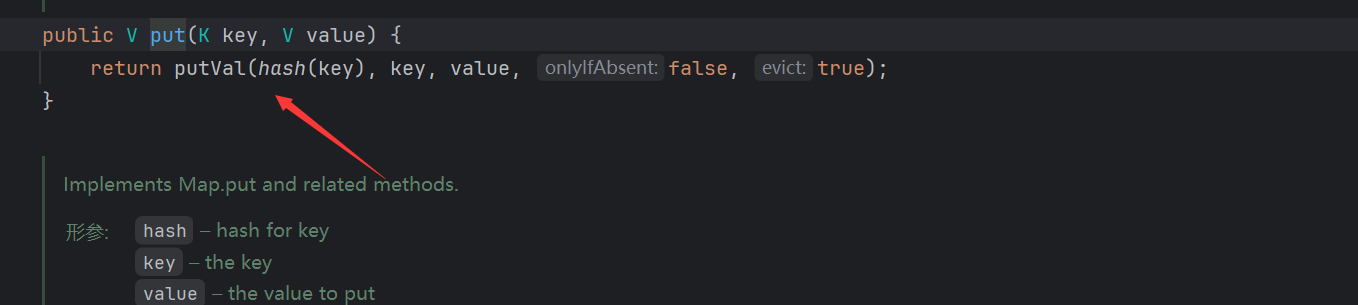 public V put(K key, V value) {
return putVal(hash(key), key, value, onlyIfAbsent: false, evict: true);
}
Implements Map.put and related methods.
形参: hash – hash for key
key – the key
value – the value to put